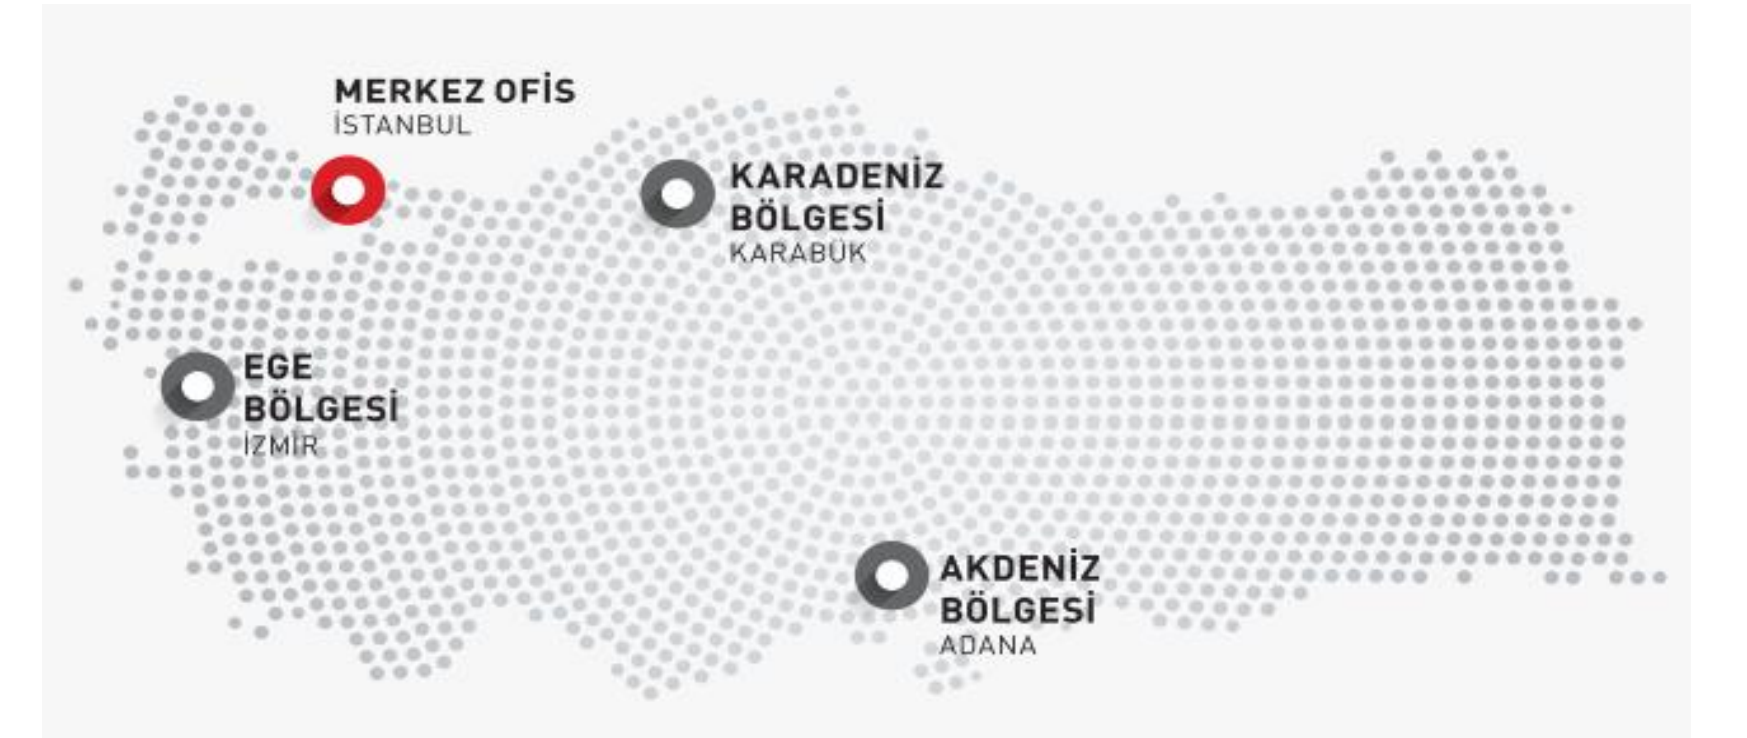 MERKEZ OFİS
İSTANBUL
KARADENİZ
BÖLGESİ
KARABÜK
EGE
BÖLGESİ
İZMİR
AKDENİZ
BÖLGESİ
ADANA